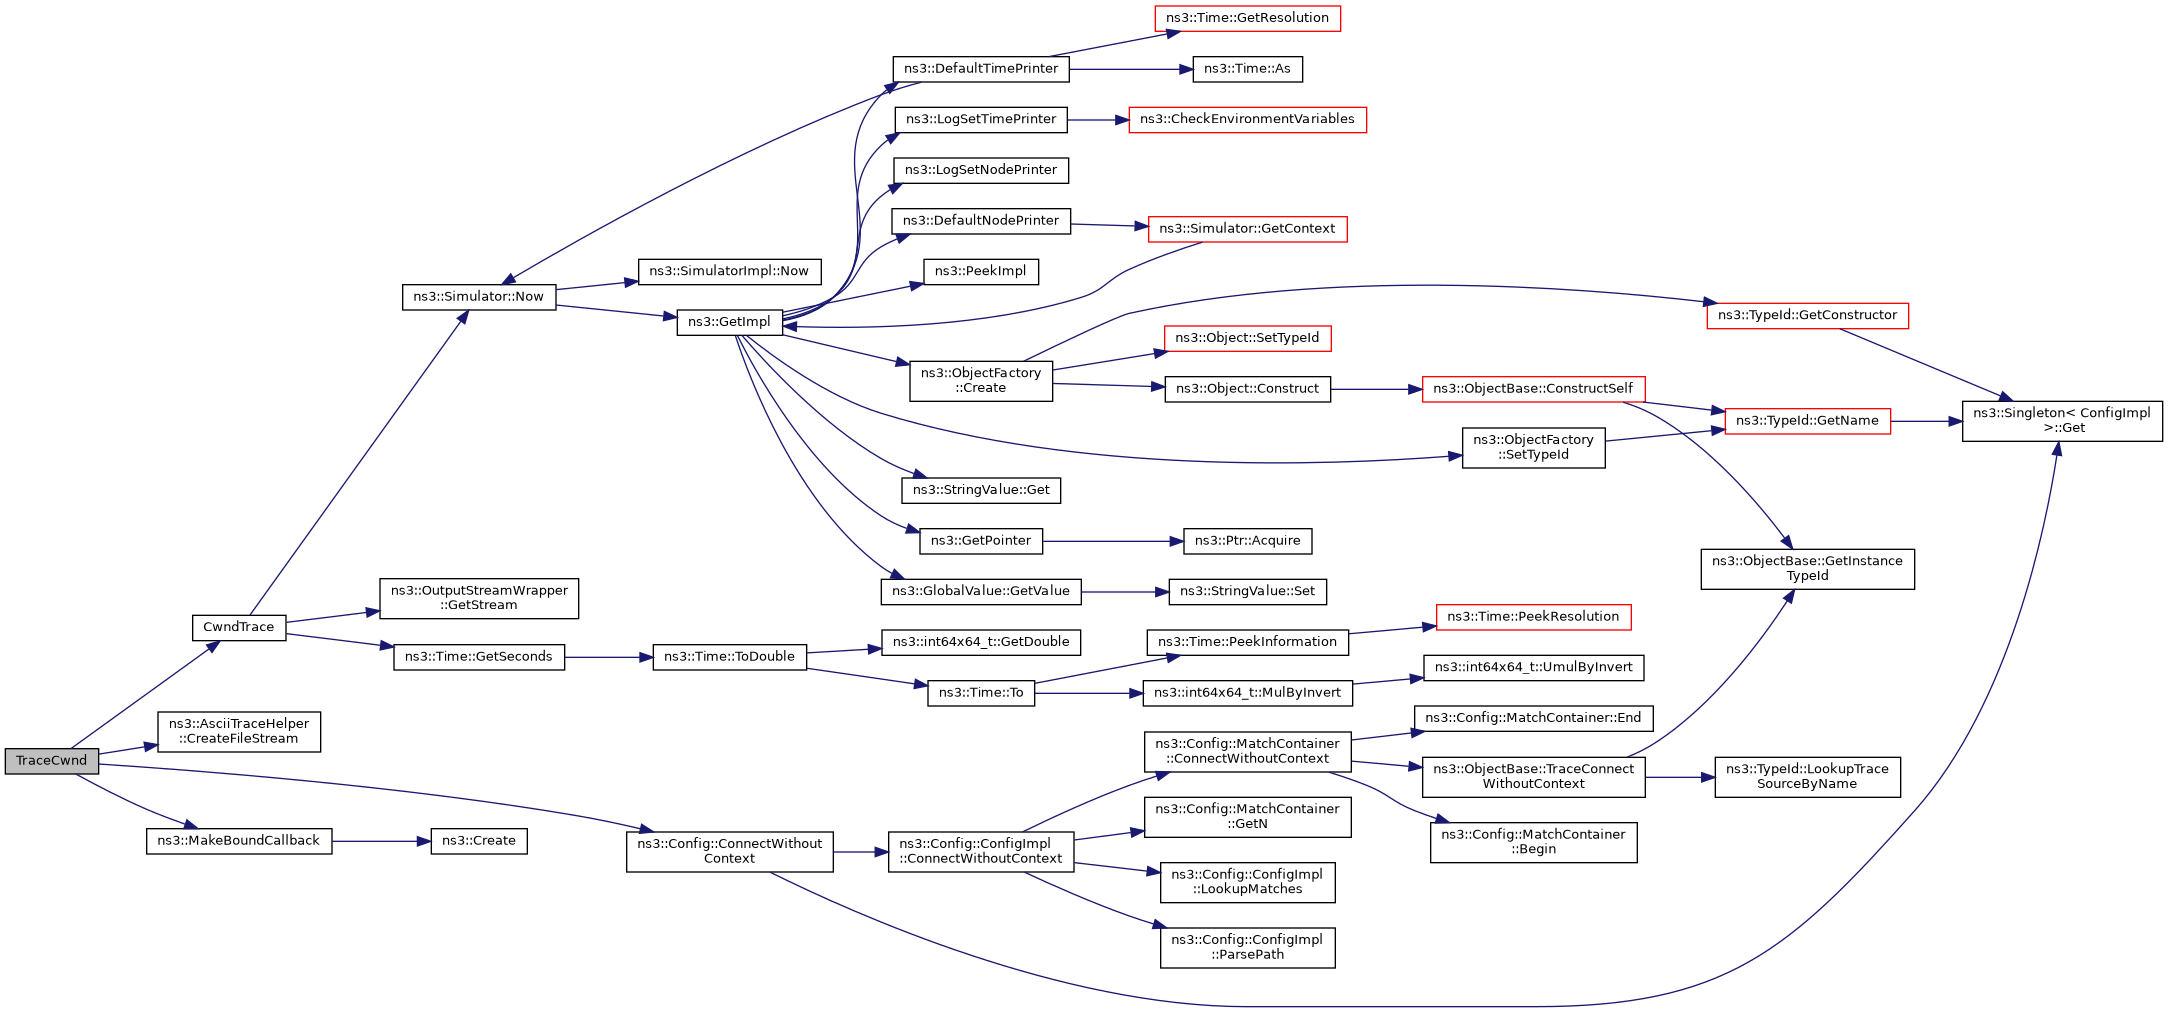 ns3::Time::GetResolution
ns3::DefaultTimePrinter
ns3::Time::As
ns3::LogSetTimePrinter
ns3::CheckEnvironmentVariables
ns3::LogSetNodePrinter
ns3::DefaultNodePrinter
ns3::Simulator::GetContext
ns3::SimulatorImpl::Now
ns3::PeekImpl
ns3::Simulator::Now
ns3::GetImpl
ns3::TypeId::GetConstructor
ns3::Object::SetTypeId
ns3::ObjectFactory
::Create
ns3::Object::Construct
ns3::ObjectBase::ConstructSelf
ns3::TypeId::GetName
ns3::Singleton< ConfigImpl
>::Get
ns3::ObjectFactory
::SetTypeId
ns3::StringValue::Get
ns3::GetPointer
ns3::Ptr::Acquire
ns3::ObjectBase::GetInstance
TypeId
ns3::GlobalValue::GetValue
ns3::StringValue::Set
ns3::OutputStreamWrapper
::GetStream
CwndTrace
ns3::Time::GetSeconds
ns3::Time::ToDouble
ns3::int64x64_t::GetDouble
ns3::Time::PeekInformation
ns3::Time::PeekResolution
ns3::Time::To
ns3::int64x64_t::MulByInvert
ns3::int64x64_t::UmulByInvert
ns3::AsciiTraceHelper
::CreateFileStream
TraceCwnd
ns3::Config::MatchContainer
::ConnectWithoutContext
ns3::Config::MatchContainer::End
ns3::ObjectBase::TraceConnect
WithoutContext
ns3::TypeId::LookupTrace
SourceByName
ns3::MakeBoundCallback
ns3::Create
ns3::Config::ConnectWithout
Context
ns3::Config::ConfigImpl
::ConnectWithoutContext
ns3::Config::MatchContainer
::GetN
ns3::Config::MatchContainer
::Begin
ns3::Config::ConfigImpl
::LookupMatches
ns3::Config::ConfigImpl
::ParsePath